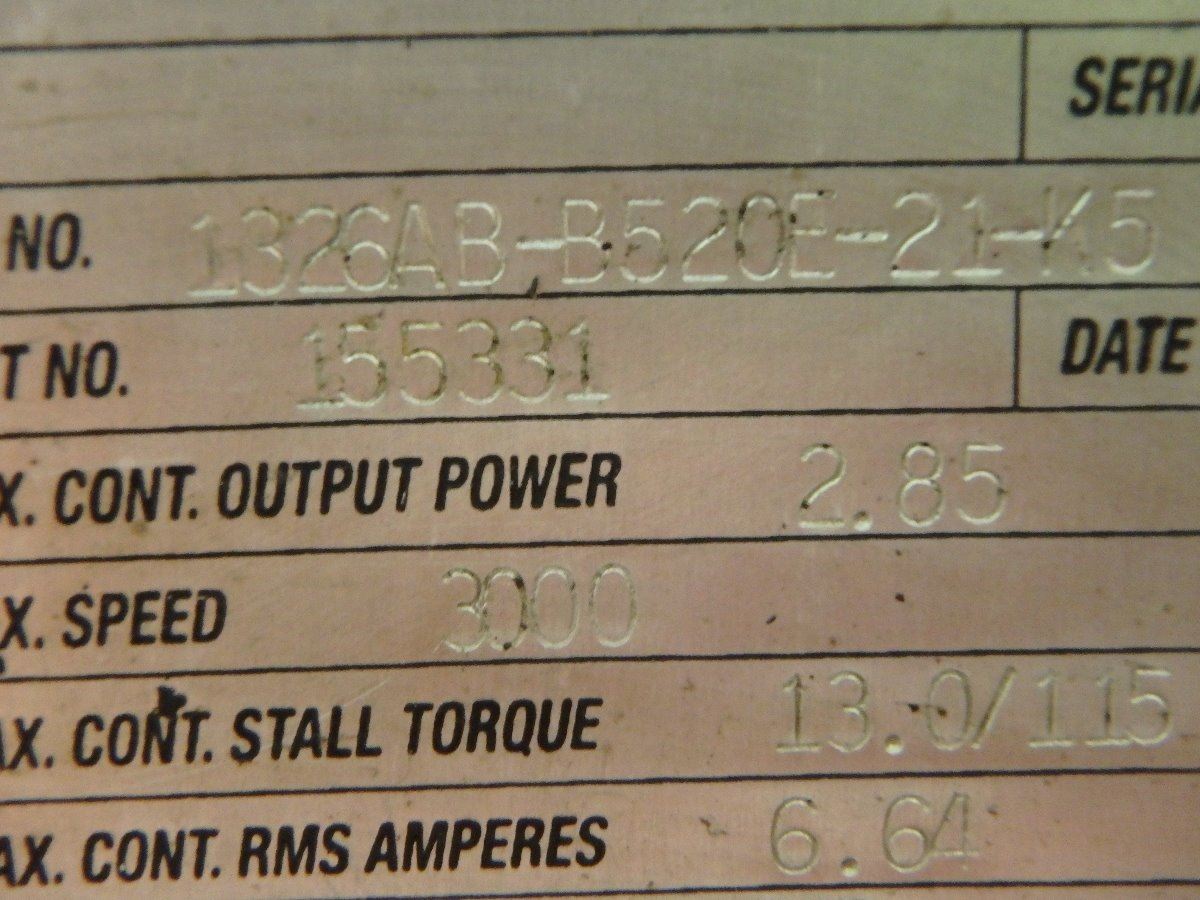 SERIA
NO. 1326AB-B520E-21-K5
T NO. 155331 DATE
X. CONT. OUTPUT POWER 2.85
X. SPEED 3000
AX. CONT. STALL TORQUE 13.0/115
AX. CONT. RMS AMPERES 6.64